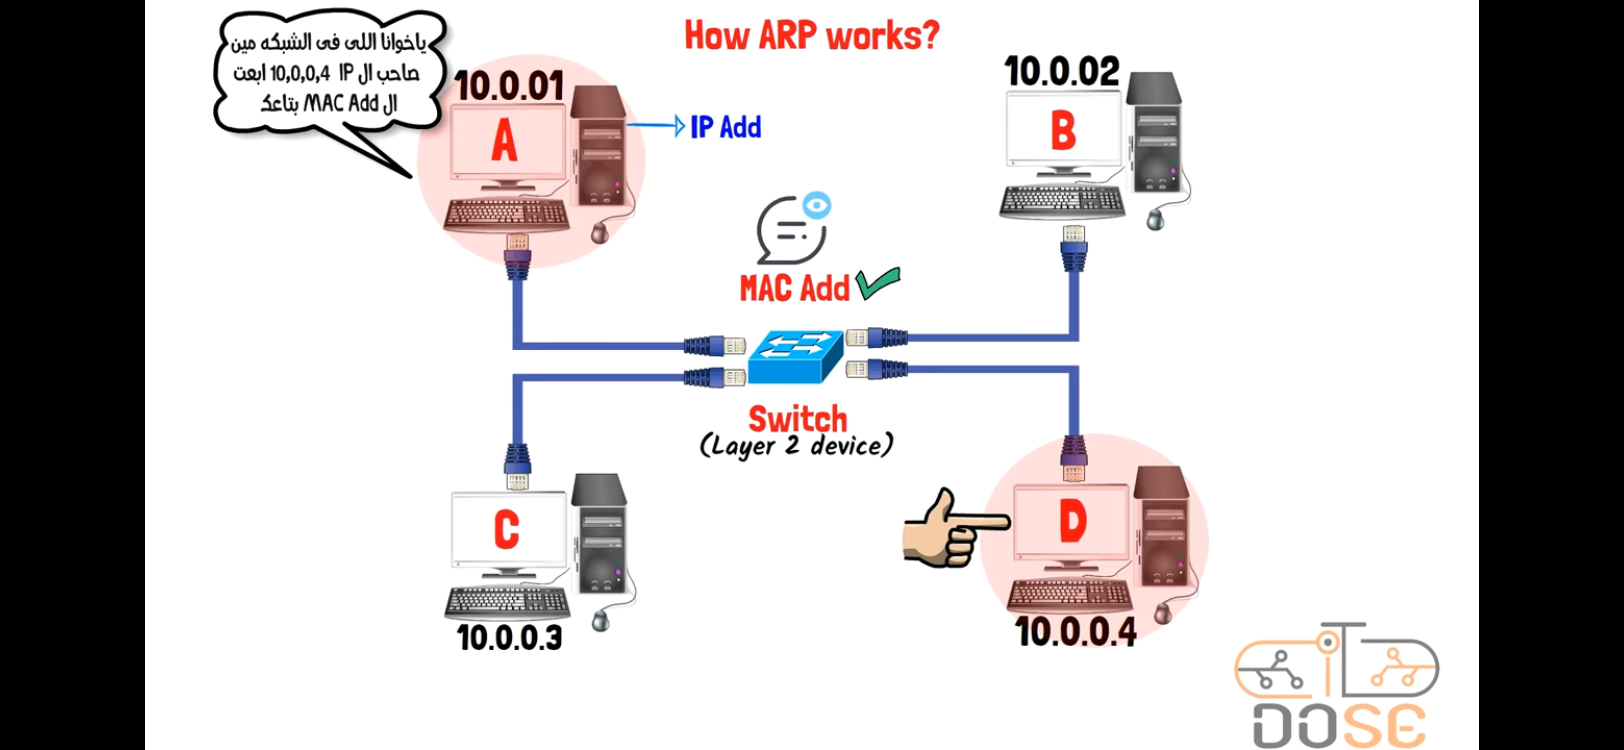 How ARP works?
ياخوانا اللى فى الشبكه مين
صاحب ال IP 10,0,0,4 ابعت
ال MAC Add بتاعك
10.0.01
A
IP Add
10.0.02
B
MAC Add
Switch
(Layer 2 device)
C
10.0.0.3
D
10.0.0.4
iT
DOSE